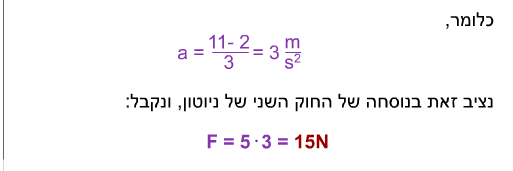 כלומר,
a = 11- 2 / 3 = 3 m / s²
נציב זאת בנוסחה של החוק השני של ניוטון, ונקבל:
F = 5 · 3 = 15N